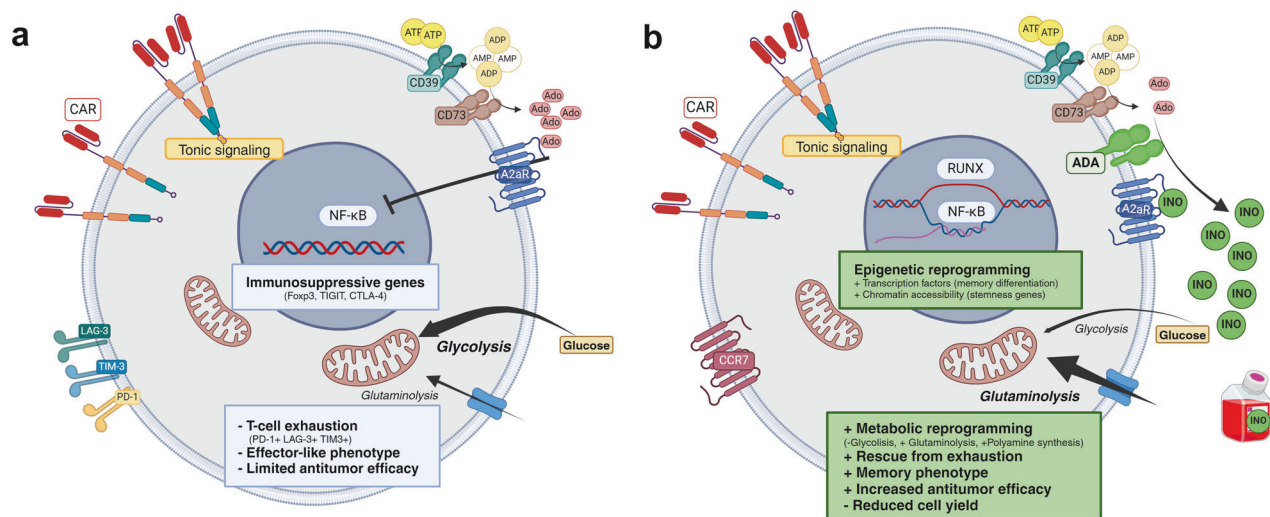 a
ATP
ATP
CD39
ADP
AMP
AMP
ADP
CD73
Ado
Ado
Ado
Ado
Ado
Ado
CAR
Tonic signaling
A2aR
NF-κB
Immunosuppressive genes
(Foxp3, TIGIT, CTLA-4)
LAG-3
TIM-3
PD-1
Glycolysis
Glucose
Glutaminolysis
- T-cell exhaustion
(PD-1+ LAG-3+ TIM3+)
- Effector-like phenotype
- Limited antitumor efficacy
b
ATP
ATP
CD39
ADP
AMP
AMP
ADP
CD73
Ado
Ado
CAR
Tonic signaling
ADA
RUNX
NF-κB
A2aR
INO
INO
INO
INO
INO
INO
INO
INO
Epigenetic reprogramming
+ Transcription factors (memory differentiation)
+ Chromatin accessibility (stemness genes)
CCR7
Glycolysis
Glucose
Glutaminolysis
INO
+ Metabolic reprogramming
(-Glycolisis, + Glutaminolysis, +Polyamine synthesis)
+ Rescue from exhaustion
+ Memory phenotype
+ Increased antitumor efficacy
- Reduced cell yield